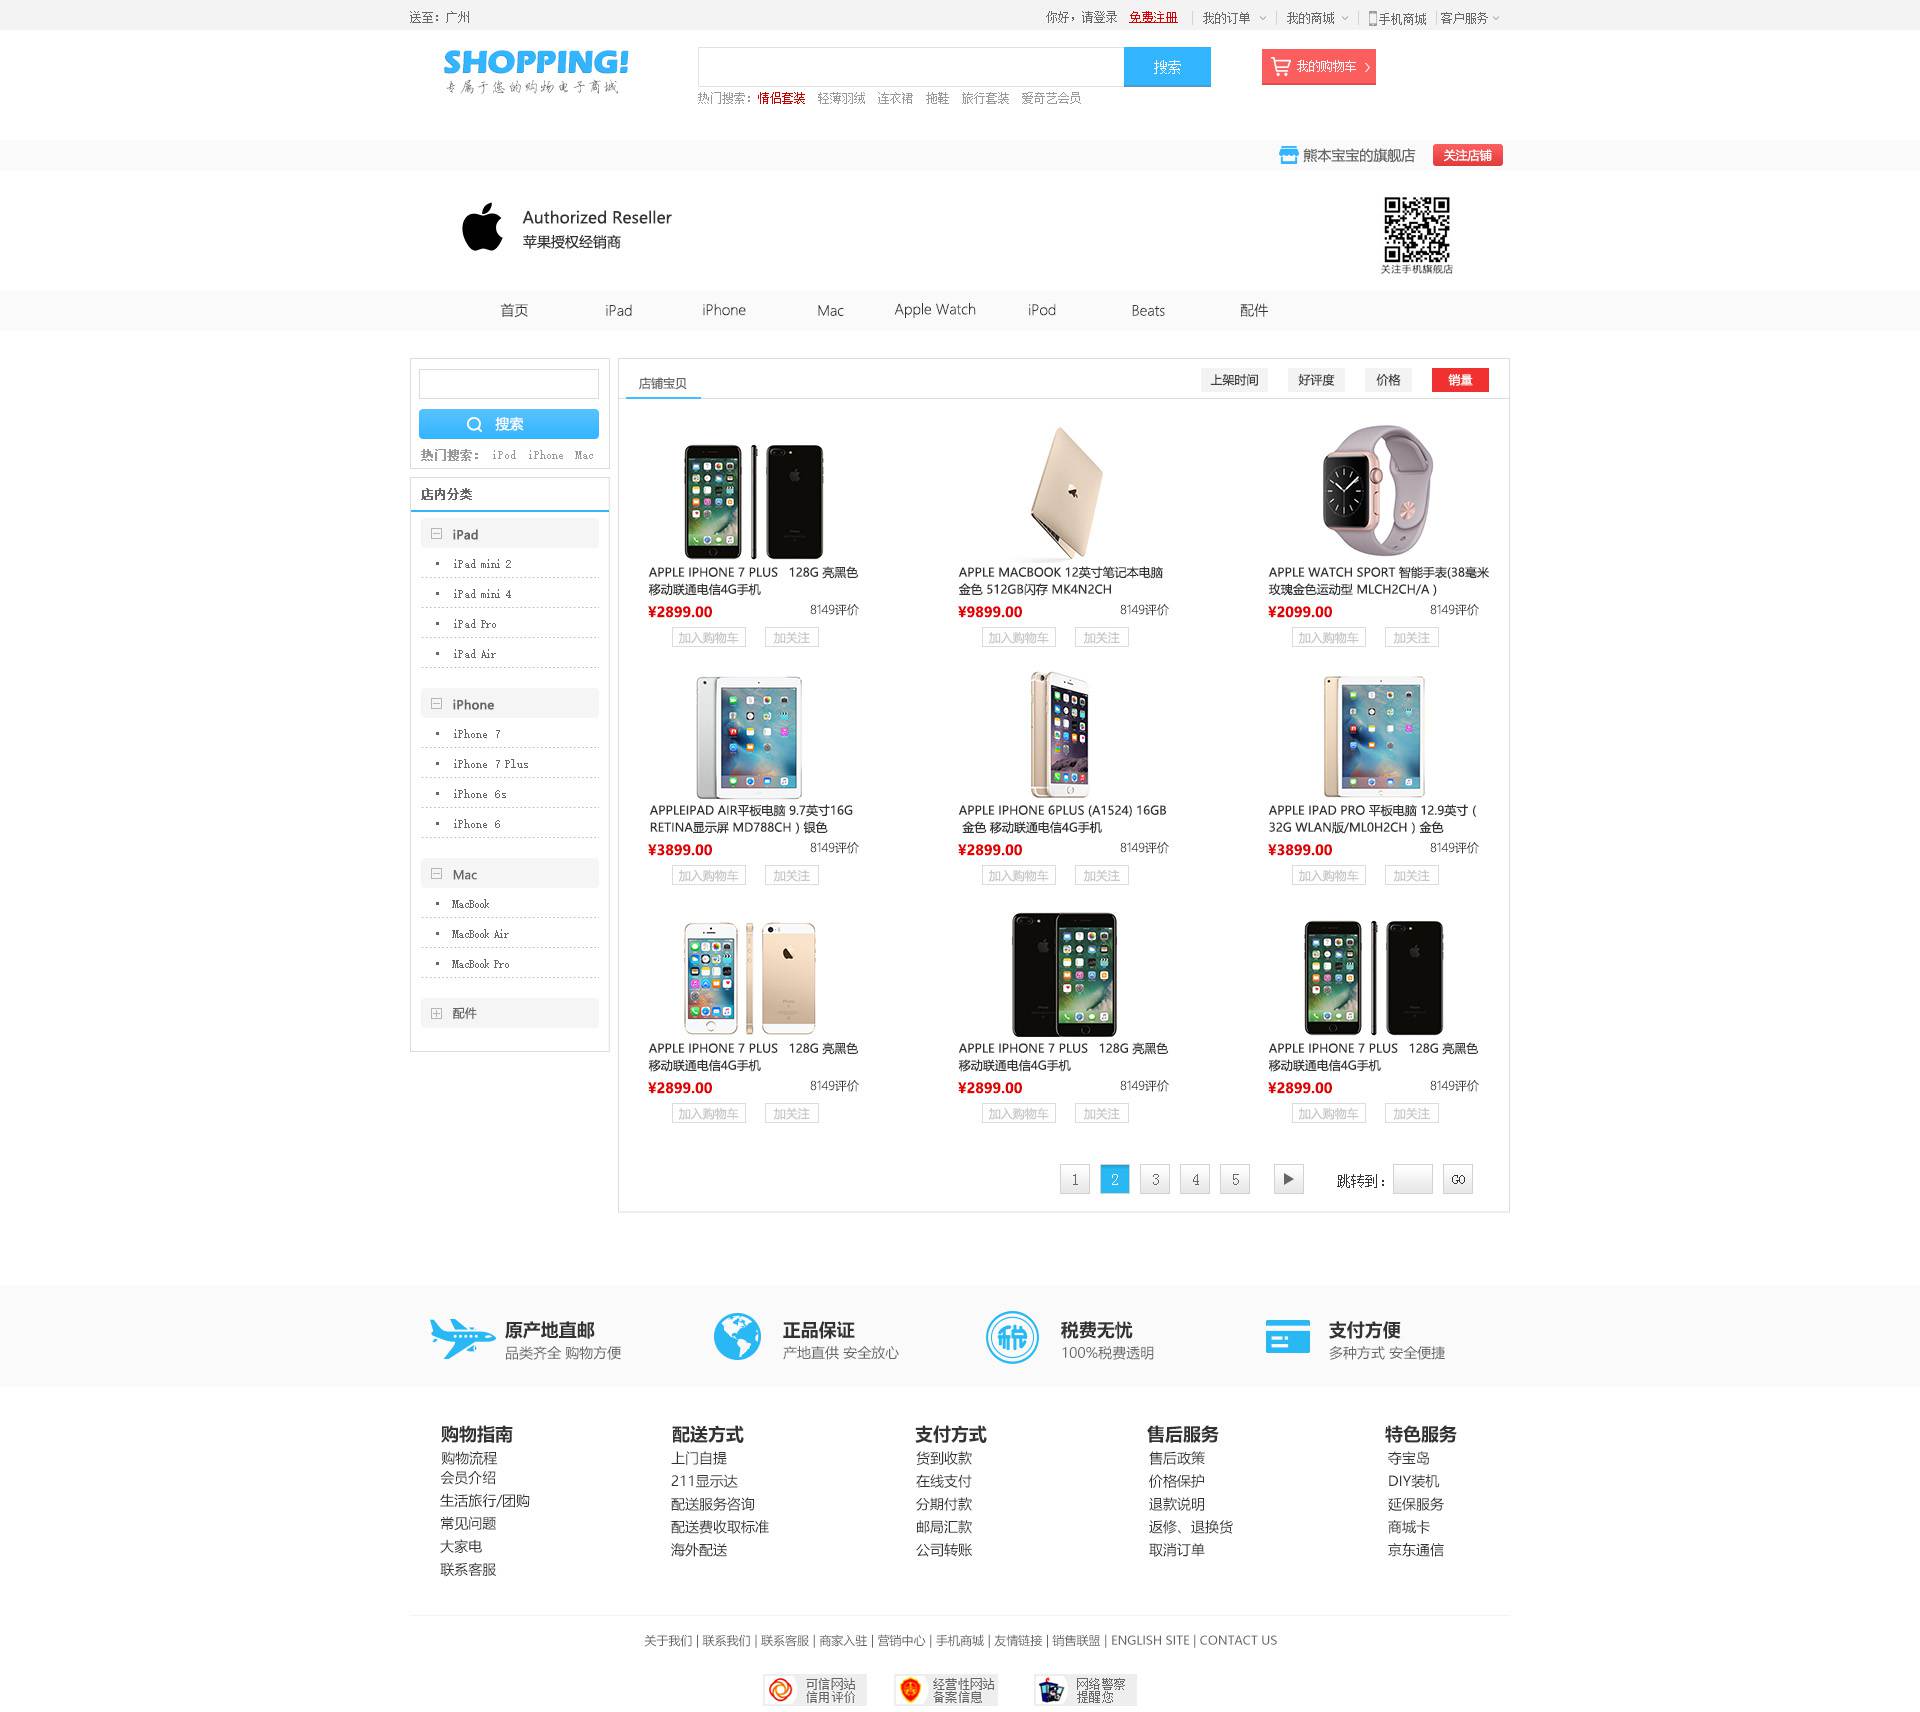 送至：广州
你好，请登录 免费注册 我的订单 我的商城 手机商城 客户服务
SHOPPING!
专属于您的购物电子商城
搜索
我的购物车
热门搜索：情侣套装 轻薄羽绒 连衣裙 拖鞋 旅行套装 爱奇艺会员
熊本宝宝的旗舰店 关注店铺
Authorized Reseller
苹果授权经销商
关注手机旗舰店
首页 iPad iPhone Mac Apple Watch iPod Beats 配件
搜索
热门搜索： iPod iPhone Mac
店内分类
iPad
iPad mini 2
iPad mini 4
iPad Pro
iPad Air
iPhone
iPhone 7
iPhone 7 Plus
iPhone 6s
iPhone 6
Mac
MacBook
MacBook Air
MacBook Pro
配件
店铺宝贝 上架时间 好评度 价格 销量
APPLE IPHONE 7 PLUS 128G 亮黑色
移动联通电信4G手机
¥2899.00 8149评价
加入购物车 加关注
APPLE MACBOOK 12英寸笔记本电脑
金色 512GB闪存 MK4N2CH
¥9899.00 8149评价
加入购物车 加关注
APPLE WATCH SPORT 智能手表(38毫米
玫瑰金色运动型 MLCH2CH/A )
¥2099.00 8149评价
加入购物车 加关注
APPLEIPAD AIR平板电脑 9.7英寸16G
RETINA显示屏 MD788CH ) 银色
¥3899.00 8149评价
加入购物车 加关注
APPLE IPHONE 6PLUS (A1524) 16GB
金色 移动联通电信4G手机
¥2899.00 8149评价
加入购物车 加关注
APPLE IPAD PRO 平板电脑 12.9英寸 (
32G WLAN版/ML0H2CH ) 金色
¥3899.00 8149评价
加入购物车 加关注
APPLE IPHONE 7 PLUS 128G 亮黑色
移动联通电信4G手机
¥2899.00 8149评价
加入购物车 加关注
APPLE IPHONE 7 PLUS 128G 亮黑色
移动联通电信4G手机
¥2899.00 8149评价
加入购物车 加关注
APPLE IPHONE 7 PLUS 128G 亮黑色
移动联通电信4G手机
¥2899.00 8149评价
加入购物车 加关注
1 2 3 4 5 跳转到： GO
原产地直邮
品类齐全 购物方便
正品保证
产地直供 安全放心
税
税费无忧
100%税费透明
支付方便
多种方式 安全便捷
购物指南
购物流程
会员介绍
生活旅行/团购
常见问题
大家电
联系客服
配送方式
上门自提
211显示达
配送服务咨询
配送费收取标准
海外配送
支付方式
货到收款
在线支付
分期付款
邮局汇款
公司转账
售后服务
售后政策
价格保护
退款说明
返修、退换货
取消订单
特色服务
夺宝岛
DIY装机
延保服务
商城卡
京东通信
关于我们 | 联系我们 | 联系客服 | 商家入驻 | 营销中心 | 手机商城 | 友情链接 | 销售联盟 | ENGLISH SITE | CONTACT US
可信网站
信用评价
经营性网站
备案信息
网络警察
提醒您